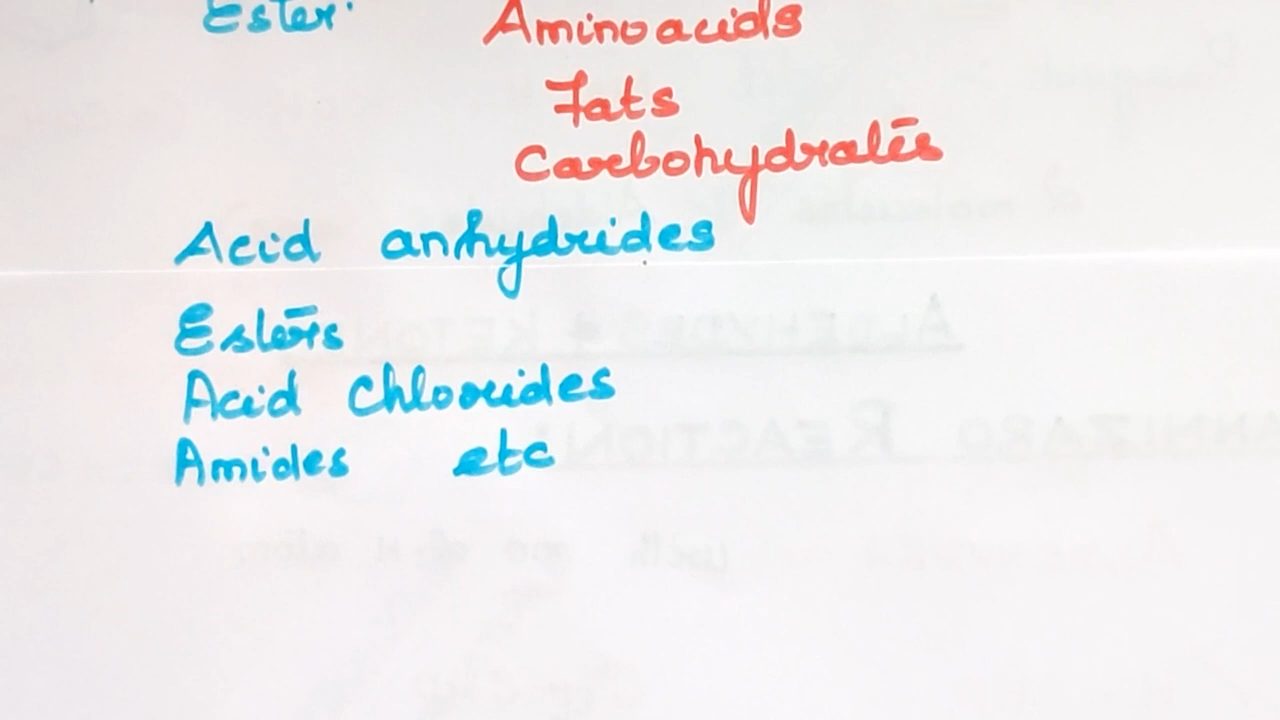 Ester. Aminoacids
Fats
Carbohydrates
Acid anhydrides
Esters
Acid chlorides
Amides etc